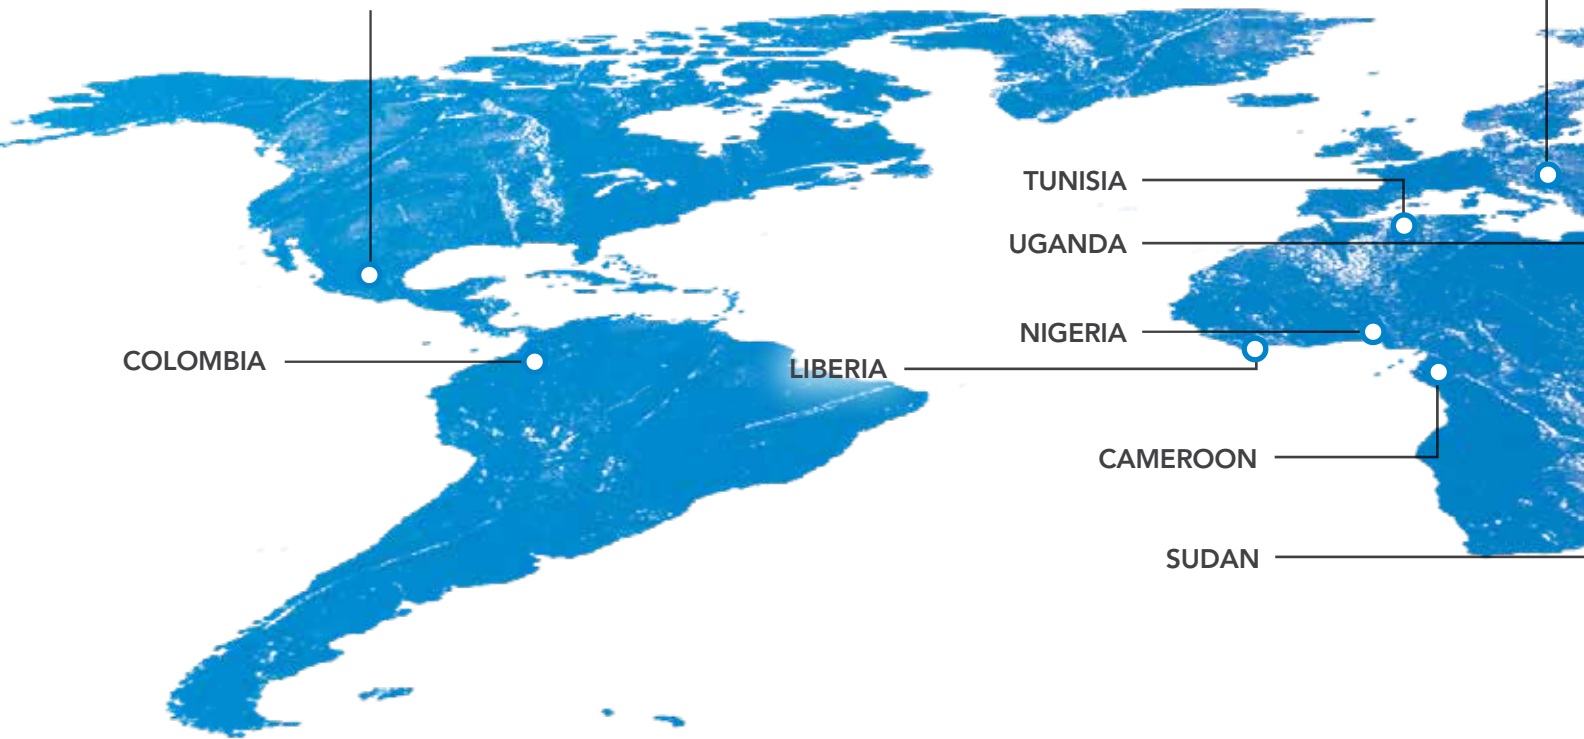 TUNISIA
UGANDA
NIGERIA
COLOMBIA
LIBERIA
CAMEROON
SUDAN